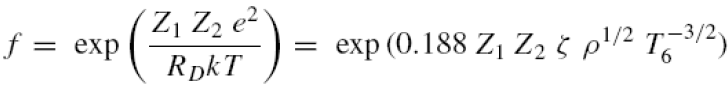 f = exp ( Z₁ Z₂ e² / R_D kT ) = exp (0.188 Z₁ Z₂ ζ ρ^{1/2} T₆^{−3/2})